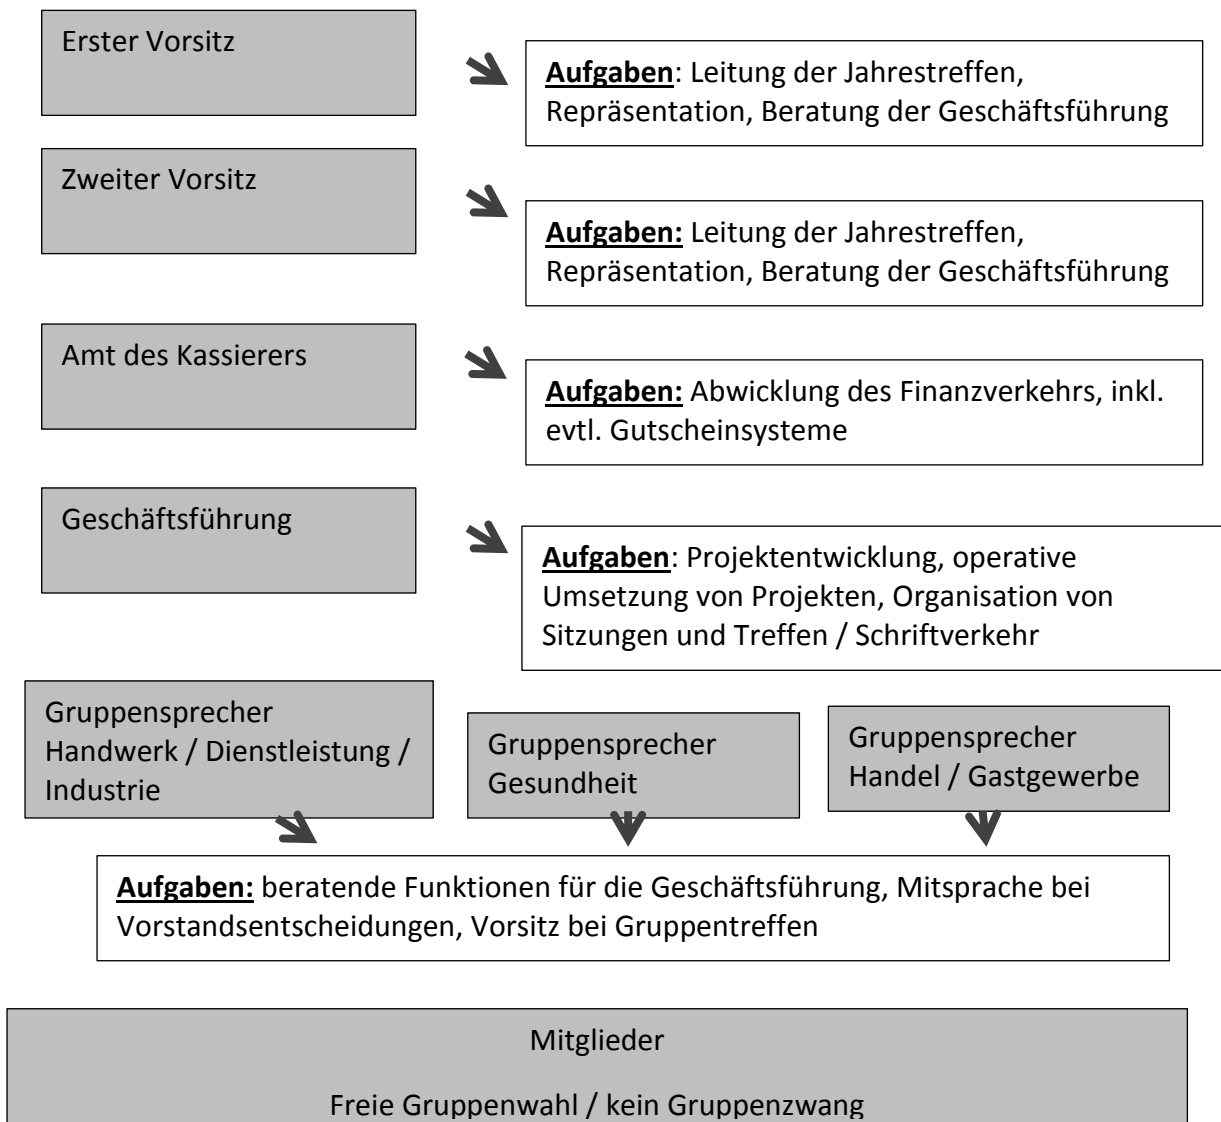 Erster Vorsitz
Aufgaben: Leitung der Jahrestreffen,
Repräsentation, Beratung der Geschäftsführung
Zweiter Vorsitz
Aufgaben: Leitung der Jahrestreffen,
Repräsentation, Beratung der Geschäftsführung
Amt des Kassierers
Aufgaben: Abwicklung des Finanzverkehrs, inkl.
evtl. Gutscheinsysteme
Geschäftsführung
Aufgaben: Projektentwicklung, operative
Umsetzung von Projekten, Organisation von
Sitzungen und Treffen / Schriftverkehr
Gruppensprecher
Handwerk / Dienstleistung /
Industrie
Gruppensprecher
Gesundheit
Gruppensprecher
Handel / Gastgewerbe
Aufgaben: beratende Funktionen für die Geschäftsführung, Mitsprache bei
Vorstandsentscheidungen, Vorsitz bei Gruppentreffen
Mitglieder
Freie Gruppenwahl / kein Gruppenzwang